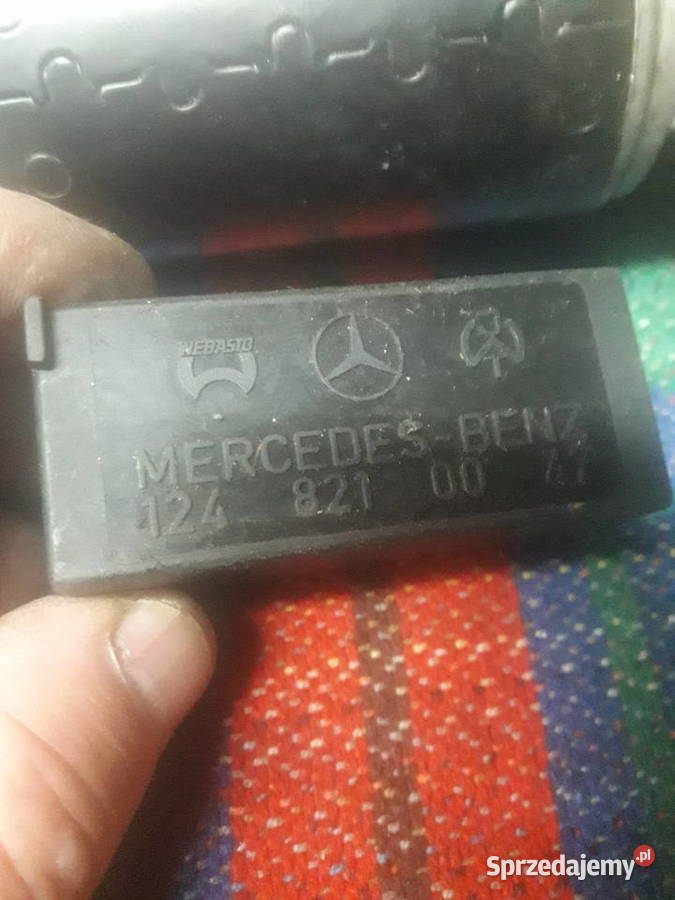 WEBASTO
MERCEDES-BENZ
124 821 00 47
Sprzedajemy.pl